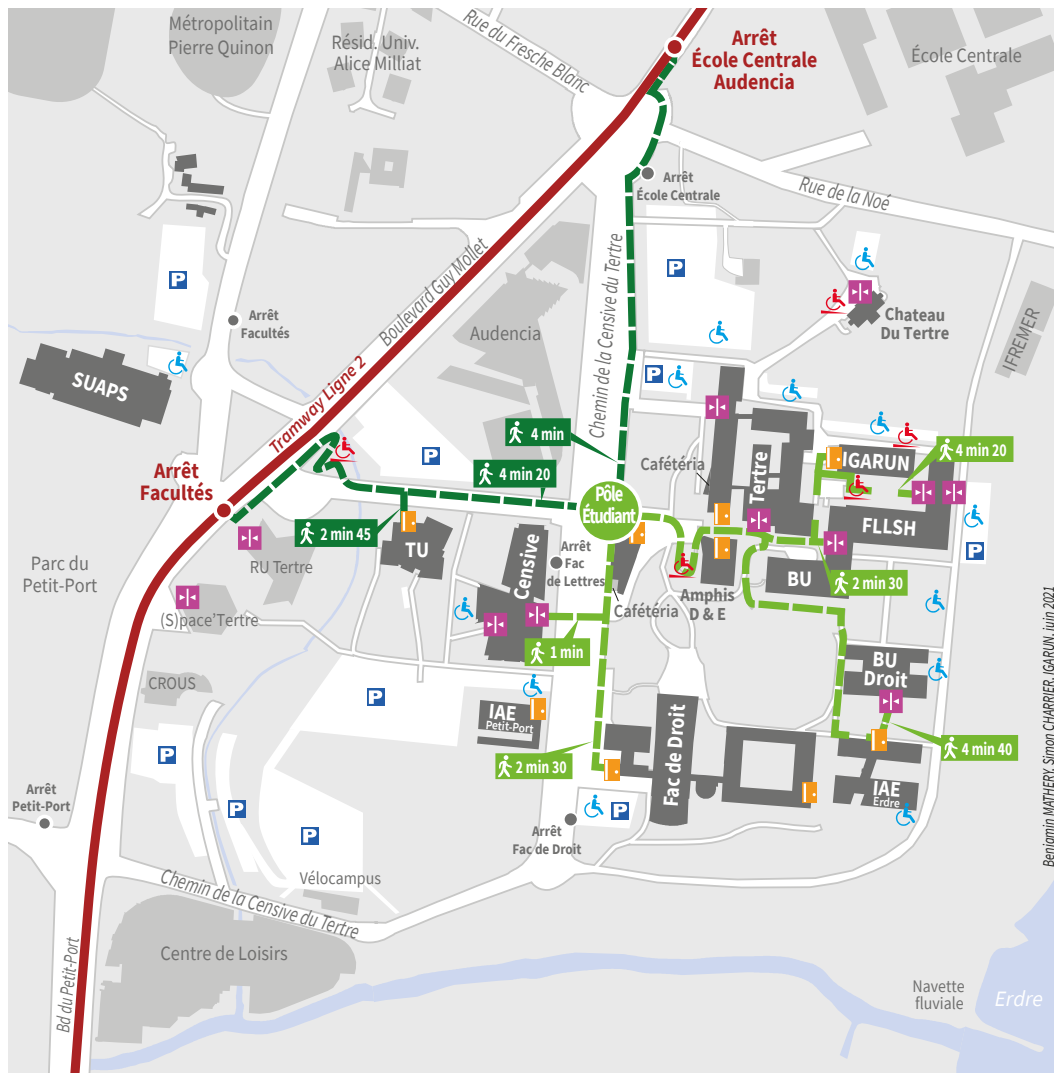 Métropolitain
Pierre Quinon
Résid. Univ.
Alice Milliat
Rue du Fresche Blanc
Arrêt
École Centrale
Audencia
École Centrale
Arrêt
École Centrale
Rue de la Noé
P
P
Chemin de la Censive du Tertre
Boulevard Guy Mollet
Arrêt
Facultés
Audencia
Chateau
Du Tertre
IFREMER
SUAPS
Tramway Ligne 2
P
4 min
P
Cafétéria
Tertre
IGARUN
4 min 20
4 min 20
Arrêt
Facultés
Pôle
Étudiant
FLLSH
P
2 min 45
TU
RU Tertre
Parc du
Petit-Port
Censive
Arrêt
Fac
de Lettres
BU
2 min 30
Amphis
D & E
Cafétéria
(S)pace'Tertre
1 min
BU
Droit
CROUS
P
IAE
Petit-Port
Fac de Droit
2 min 30
4 min 40
P
Arrêt
Petit-Port
P
P
P
IAE
Erdre
Arrêt
Fac de Droit
Vélocampus
Chemin de la Censive du Tertre
Centre de Loisirs
Bd du Petit-Port
Navette
fluviale
Erdre
Benjamin MATHERY, Simon CHARRIER, IGARUN, juin 2021